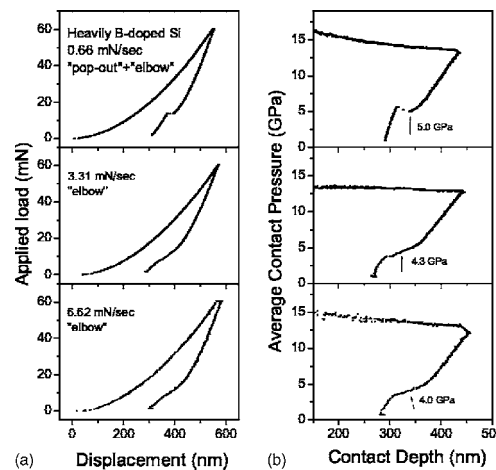 Heavily B-doped Si
0.66 mN/sec
"pop-out"+"elbow"
60
40
20
0
3.31 mN/sec
"elbow"
60
40
20
0
6.62 mN/sec
"elbow"
60
40
20
0
0 200 400 600
Applied load (mN)
(a) Displacement (nm)
15
10
5
0
5.0 GPa
15
10
5
0
4.3 GPa
15
10
5
0
4.0 GPa
200 300 400 50
Average Contact Pressure (GPa)
(b) Contact Depth (nm)